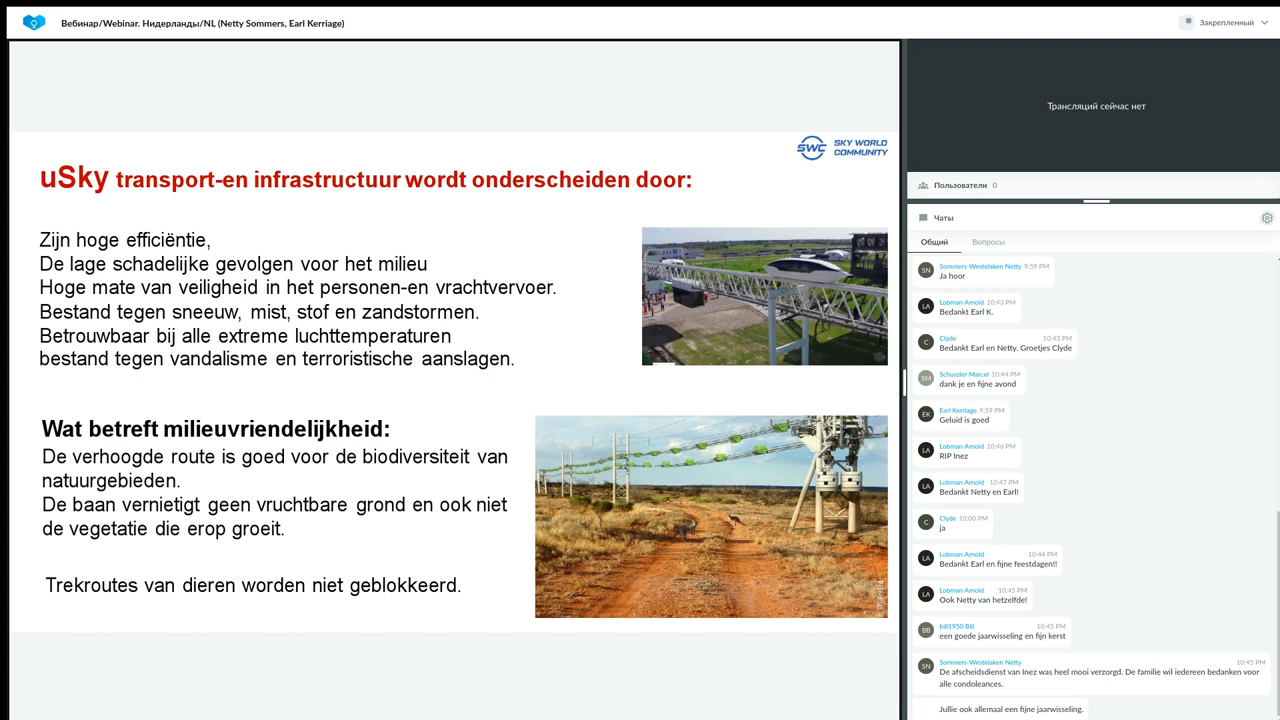 Вебинар/Webinar. Нидерланды/NL (Netty Sommers, Earl Kerriage)
Закрепленный
SWC SKY WORLD
COMMUNITY
uSky transport-en infrastructuur wordt onderscheiden door:
Zijn hoge efficiëntie,
De lage schadelijke gevolgen voor het milieu
Hoge mate van veiligheid in het personen-en vrachtvervoer.
Bestand tegen sneeuw, mist, stof en zandstormen.
Betrouwbaar bij alle extreme luchttemperaturen
bestand tegen vandalisme en terroristische aanslagen.
Wat betreft milieuvriendelijkheid:
De verhoogde route is goed voor de biodiversiteit van
natuurgebieden.
De baan vernietigt geen vruchtbare grond en ook niet
de vegetatie die erop groeit.
Trekroutes van dieren worden niet geblokkeerd.
Трансляций сейчас нет
Пользователи 0
Чаты
Общий Вопросы
SN Sommers-Westelaken Netty 9:59 PM
Ja hoor
LA Lobman Arnold 10:43 PM
Bedankt Earl K.
C Clyde 10:43 PM
Bedankt Earl en Netty. Groetjes Clyde
SM Schuszler Marcel 10:44 PM
dank je en fijne avond
EK Earl Kerriage 9:59 PM
Geluid is goed
LA Lobman Arnold 10:46 PM
RIP Inez
LA Lobman Arnold 10:47 PM
Bedankt Netty en Earl!
C Clyde 10:00 PM
ja
LA Lobman Arnold 10:44 PM
Bedankt Earl en fijne feestdagen!!
LA Lobman Arnold 10:45 PM
Ook Netty van hetzelfde!
BB bill1950 Bill 10:45 PM
een goede jaarwisseling en fijn kerst
SN Sommers-Westelaken Netty 10:45 PM
De afscheidsdienst van Inez was heel mooi verzorgd. De familie wil iedereen bedanken voor
alle condoleances.
Jullie ook allemaal een fijne jaarwisseling.